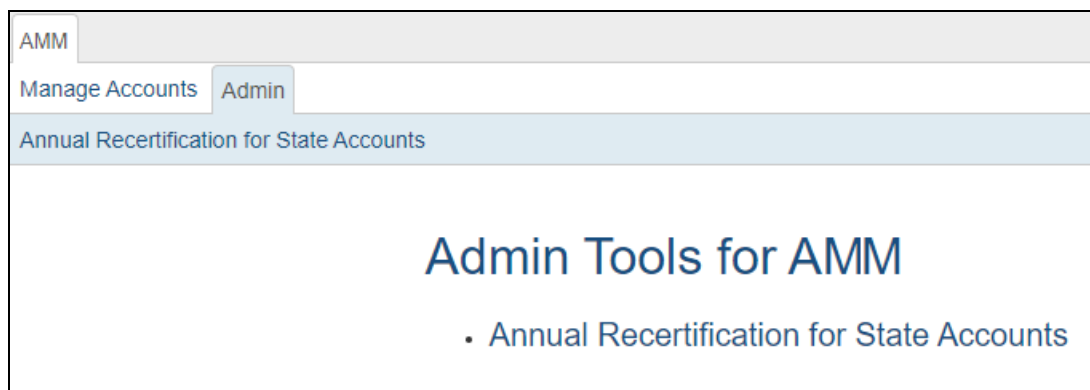 AMM
Manage Accounts Admin
Annual Recertification for State Accounts
Admin Tools for AMM
• Annual Recertification for State Accounts